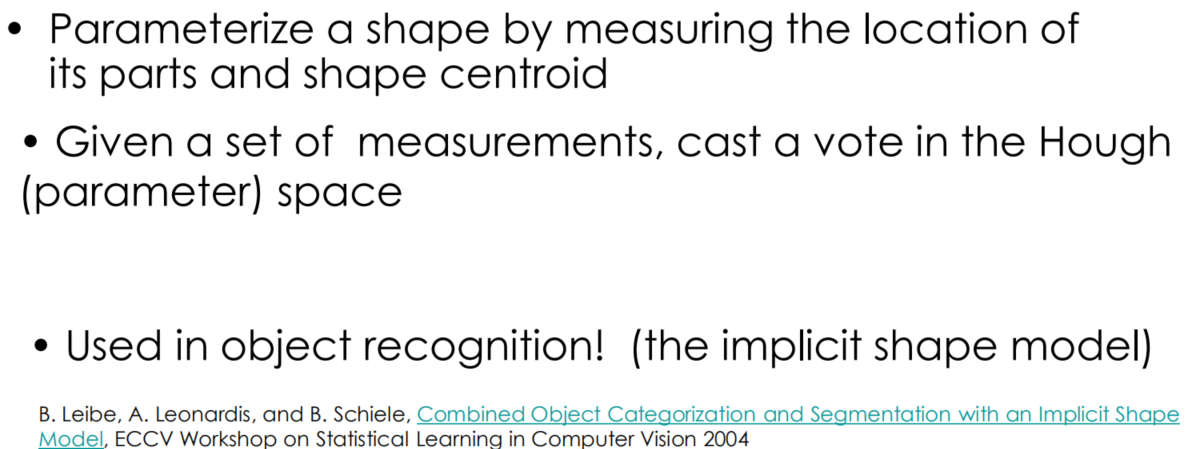 • Parameterize a shape by measuring the location of
its parts and shape centroid
• Given a set of measurements, cast a vote in the Hough
(parameter) space
• Used in object recognition! (the implicit shape model)
B. Leibe, A. Leonardis, and B. Schiele, Combined Object Categorization and Segmentation with an Implicit Shape
Model, ECCV Workshop on Statistical Learning in Computer Vision 2004